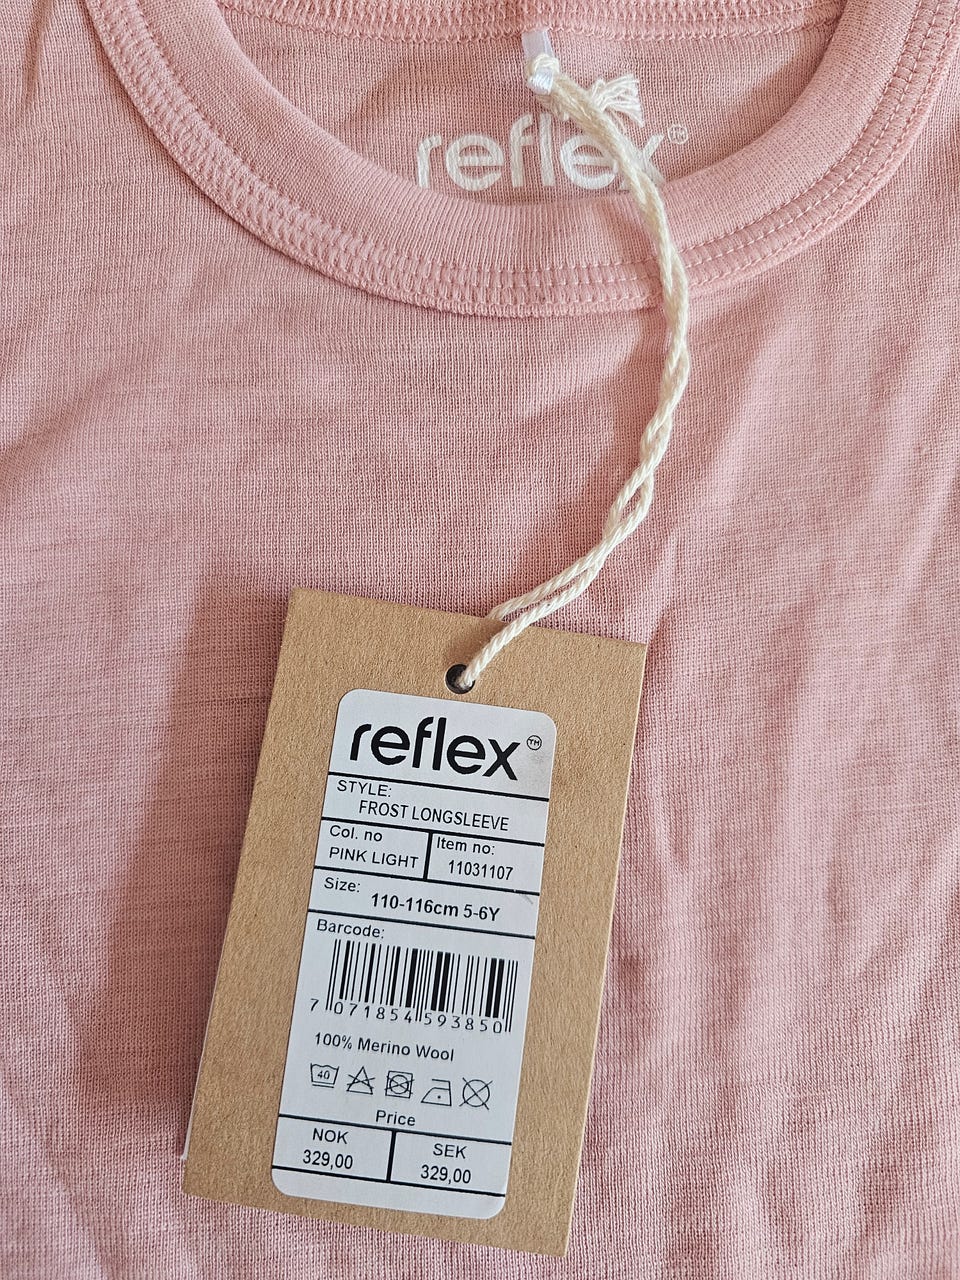 reflex™
reflex™
STYLE:
FROST LONGSLEEVE
Col. no
PINK LIGHT
Item no:
11031107
Size:
110-116cm 5-6Y
Barcode:
7 071854 593850
100% Merino Wool
40
Price
NOK
329,00
SEK
329,00